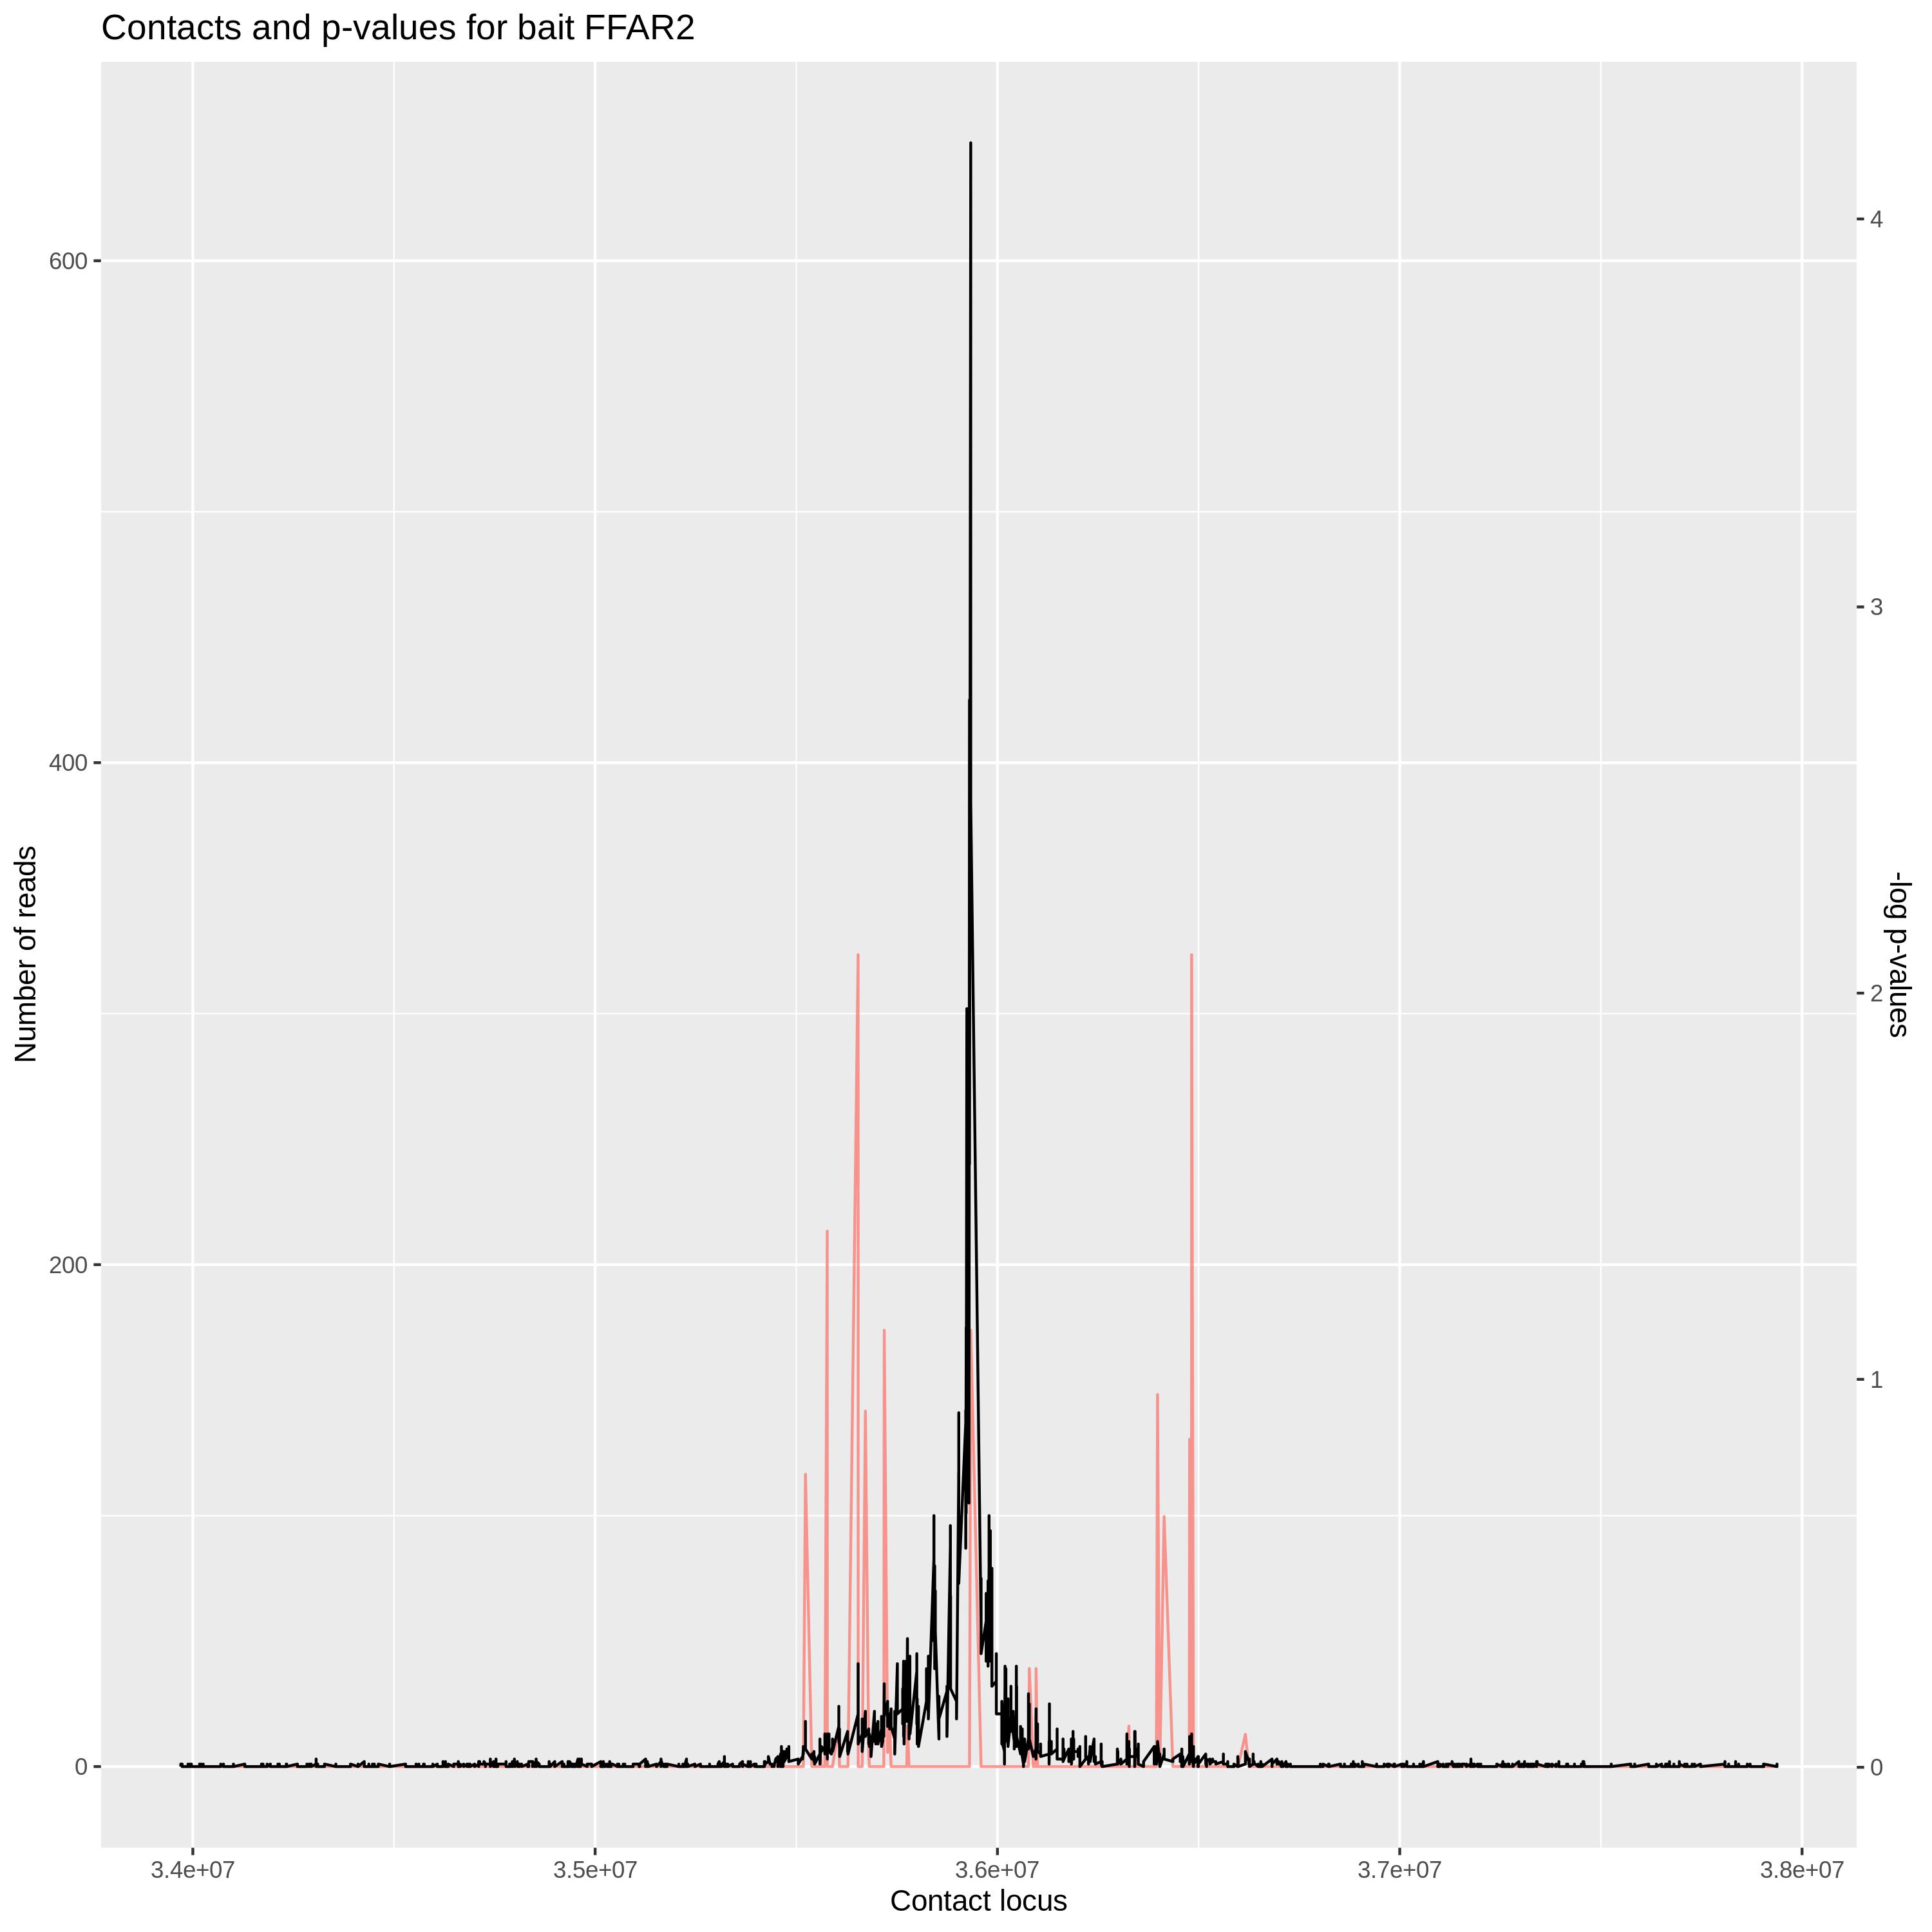 Contacts and p-values for bait FFAR2
Number of reads
600
400
200
0
4
3
2
1
0
-log p-values
3.4e+07 3.5e+07 3.6e+07 3.7e+07 3.8e+07
Contact locus